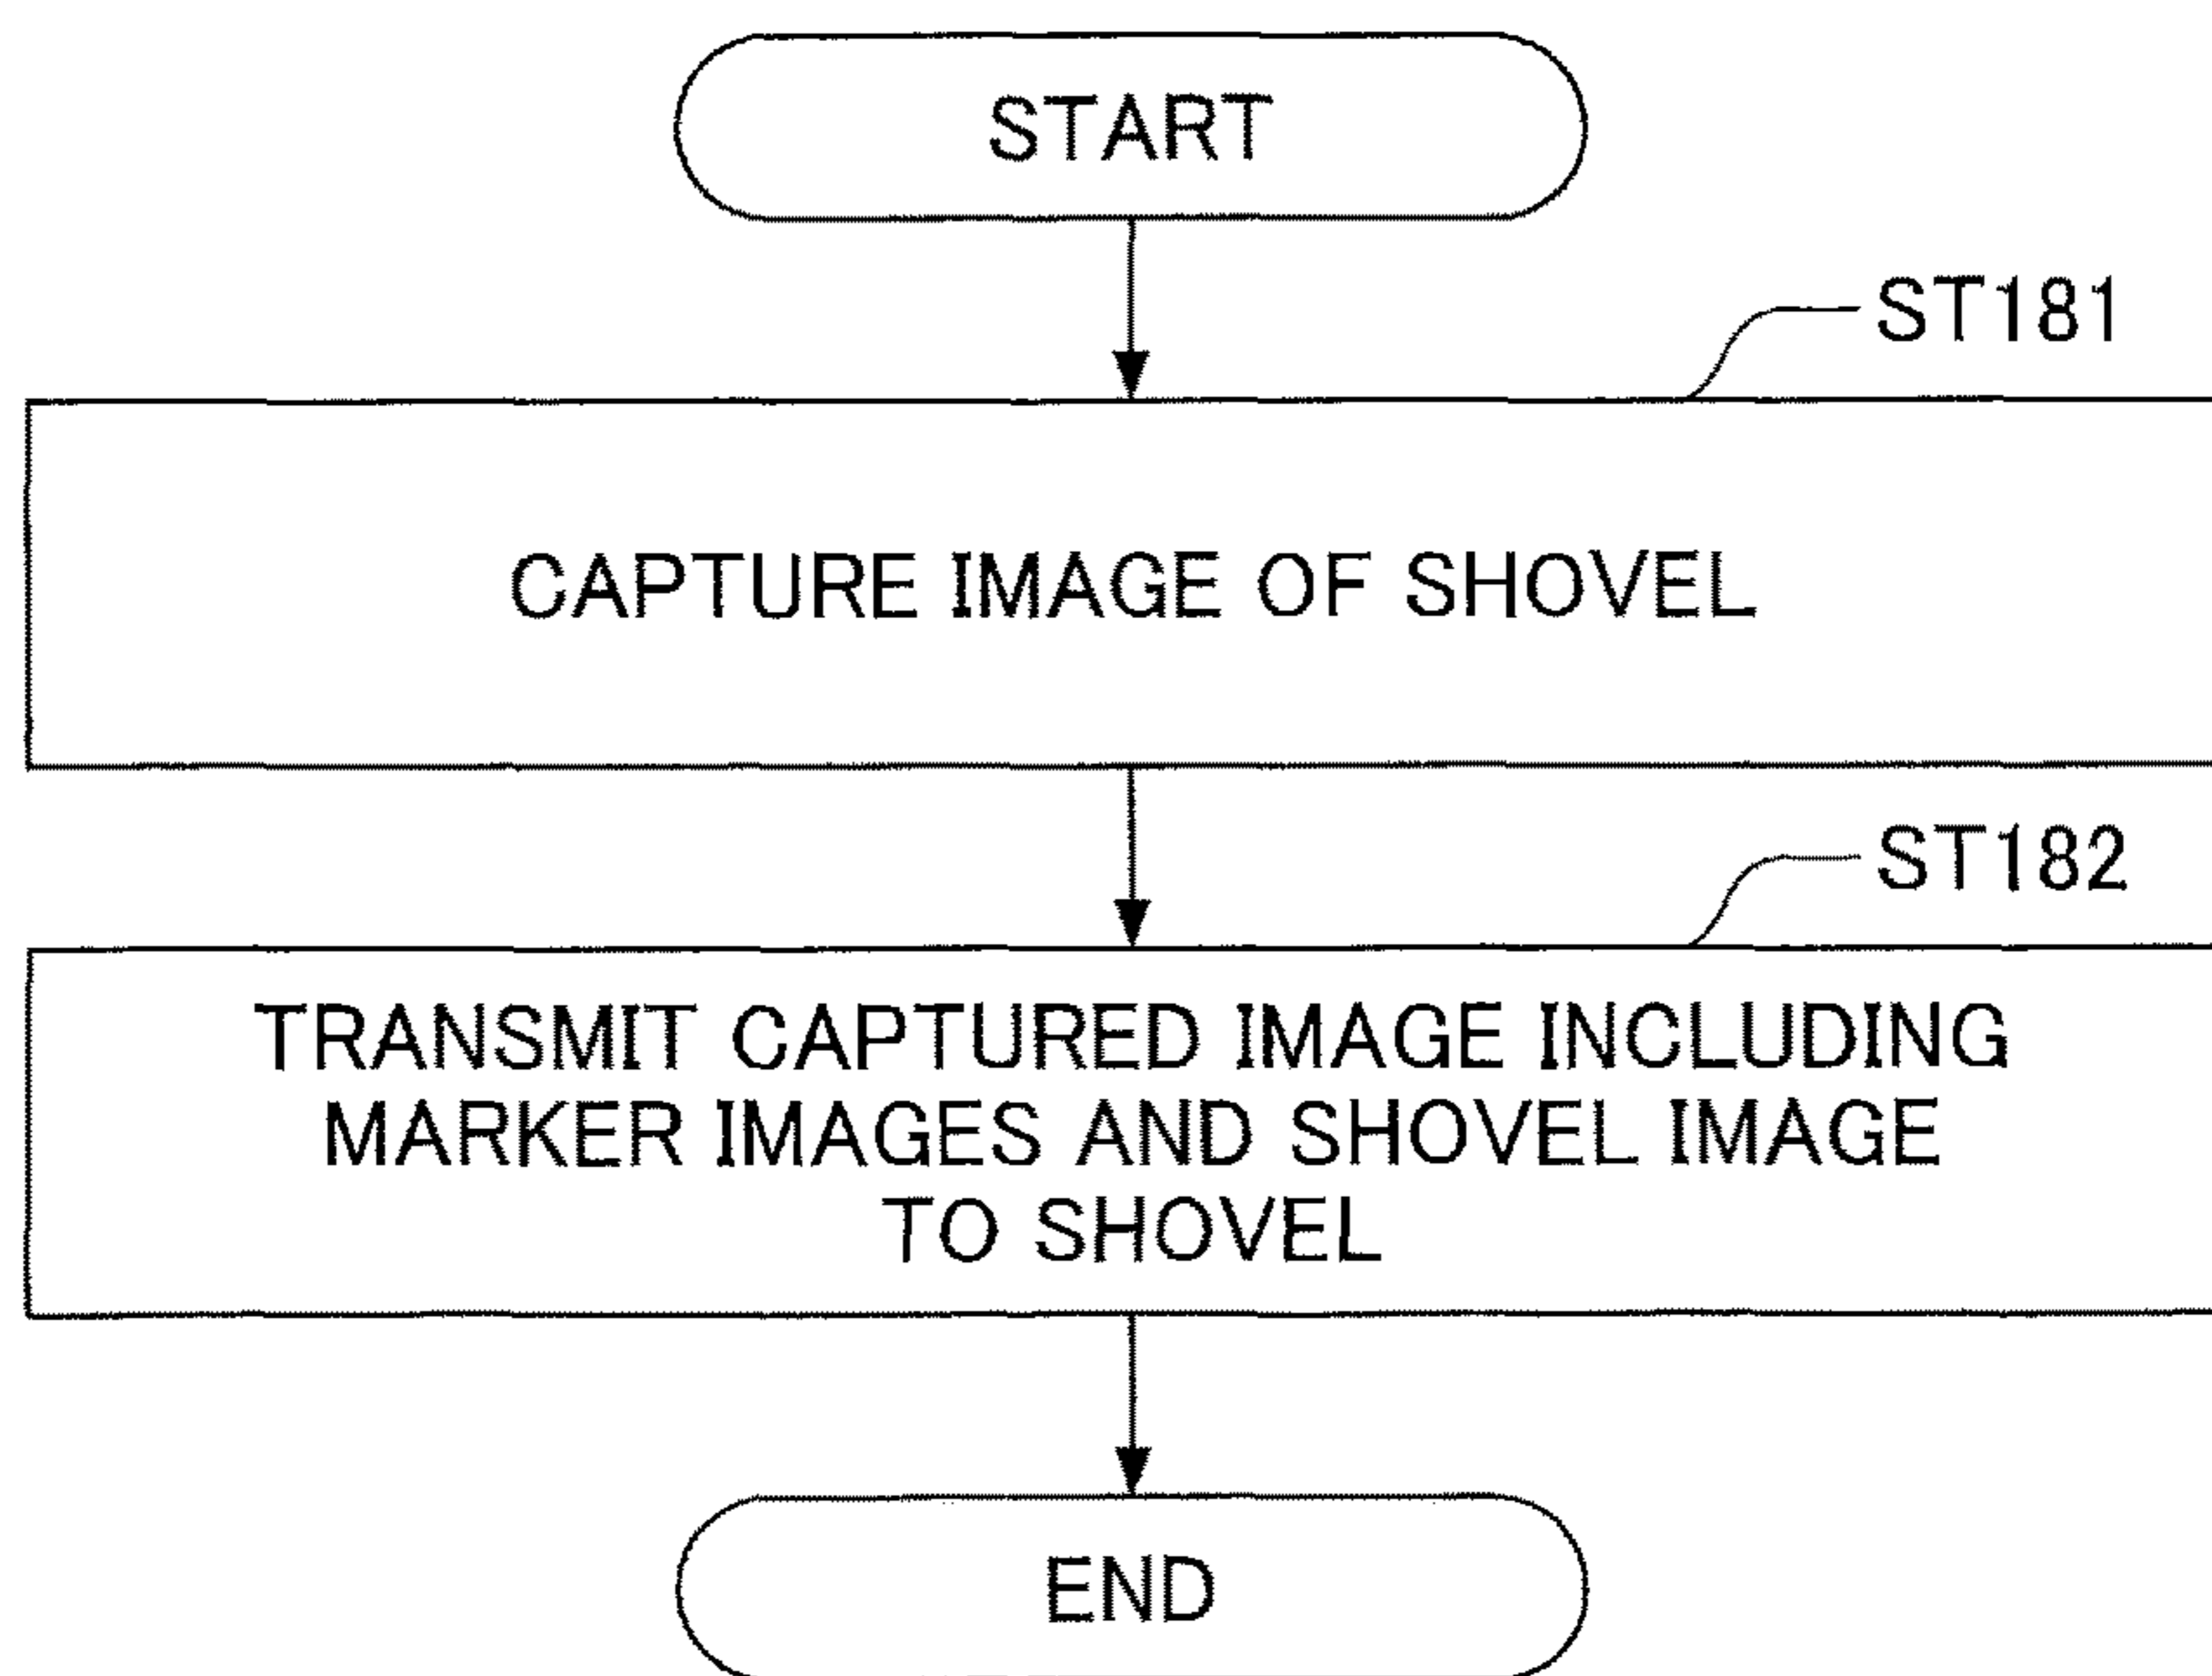 START
ST181
CAPTURE IMAGE OF SHOVEL
ST182
TRANSMIT CAPTURED IMAGE INCLUDING
MARKER IMAGES AND SHOVEL IMAGE
TO SHOVEL
END